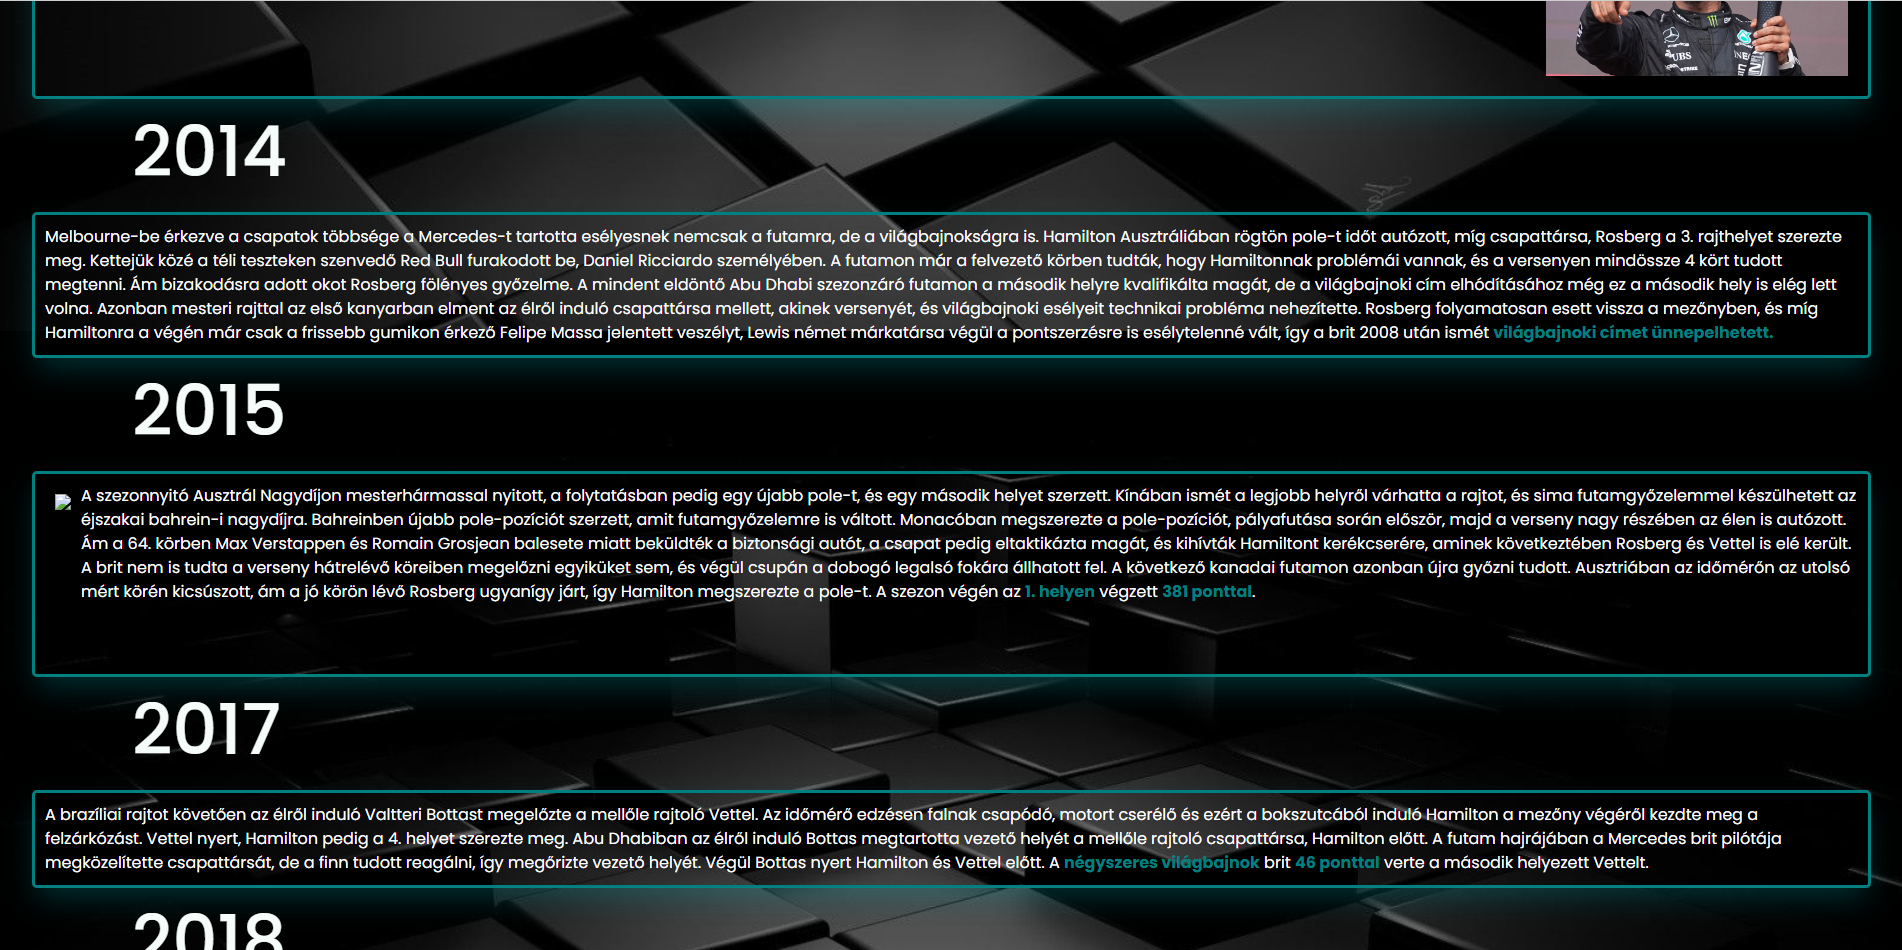 UBS
INE
2014
Melbourne-be érkezve a csapatok többsége a Mercedes-t tartotta esélyesnek nemcsak a futamra, de a világbajnokságra is. Hamilton Ausztráliában rögtön pole-t időt autózott, míg csapattársa, Rosberg a 3. rajthelyet szerezte
meg. Kettejük közé a téli teszteken szenvedő Red Bull furakodott be, Daniel Ricciardo személyében. A futamon már a felvezető körben tudták, hogy Hamiltonnak problémái vannak, és a versenyen mindössze 4 kört tudott
megtenni. Ám bizakodásra adott okot Rosberg fölényes győzelme. A mindent eldöntő Abu Dhabi szezonzáró futamon a második helyre kvalifikálta magát, de a világbajnoki cím elhódításához még ez a második hely is elég lett
volna. Azonban mesteri rajttal az első kanyarban elment az élről induló csapattársa mellett, akinek versenyét, és világbajnoki esélyeit technikai probléma nehezítette. Rosberg folyamatosan esett vissza a mezőnyben, és míg
Hamiltonra a végén már csak a frissebb gumikon érkező Felipe Massa jelentett veszélyt, Lewis német márkatársa végül a pontszerzésre is esélytelenné vált, így a brit 2008 után ismét világbajnoki címet ünnepelhetett.
2015
A szezonnyitó Ausztrál Nagydíjon mesterhármassal nyitott, a folytatásban pedig egy újabb pole-t, és egy második helyet szerzett. Kínában ismét a legjobb helyről várhatta a rajtot, és sima futamgyőzelemmel készülhetett az
éjszakai bahrein-i nagydíjra. Bahreinben újabb pole-pozíciót szerzett, amit futamgyőzelemre is váltott. Monacóban megszerezte a pole-pozíciót, pályafutása során először, majd a verseny nagy részében az élen is autózott.
Ám a 64. körben Max Verstappen és Romain Grosjean balesete miatt beküldték a biztonsági autót, a csapat pedig eltaktikázta magát, és kihívták Hamiltont kerékcserére, aminek következtében Rosberg és Vettel is elé került.
A brit nem is tudta a verseny hátrelévő köreiben megelőzni egyiküket sem, és végül csupán a dobogó legalsó fokára állhatott fel. A következő kanadai futamon azonban újra győzni tudott. Ausztriában az időmérőn az utolsó
mért körén kicsúszott, ám a jó körön lévő Rosberg ugyanígy járt, így Hamilton megszerezte a pole-t. A szezon végén az 1. helyen végzett 381 ponttal.
2017
A brazíliai rajtot követően az élről induló Valtteri Bottast megelőzte a mellőle rajtoló Vettel. Az időmérő edzésen falnak csapódó, motort cserélő és ezért a bokszutcából induló Hamilton a mezőny végéről kezdte meg a
felzárkózást. Vettel nyert, Hamilton pedig a 4. helyet szerezte meg. Abu Dhabiban az élről induló Bottas megtartotta vezető helyét a mellőle rajtoló csapattársa, Hamilton előtt. A futam hajrájában a Mercedes brit pilótája
megközelítette csapattársát, de a finn tudott reagálni, így megőrizte vezető helyét. Végül Bottas nyert Hamilton és Vettel előtt. A négyszeres világbajnok brit 46 ponttal verte a második helyezett Vettelt.
2018